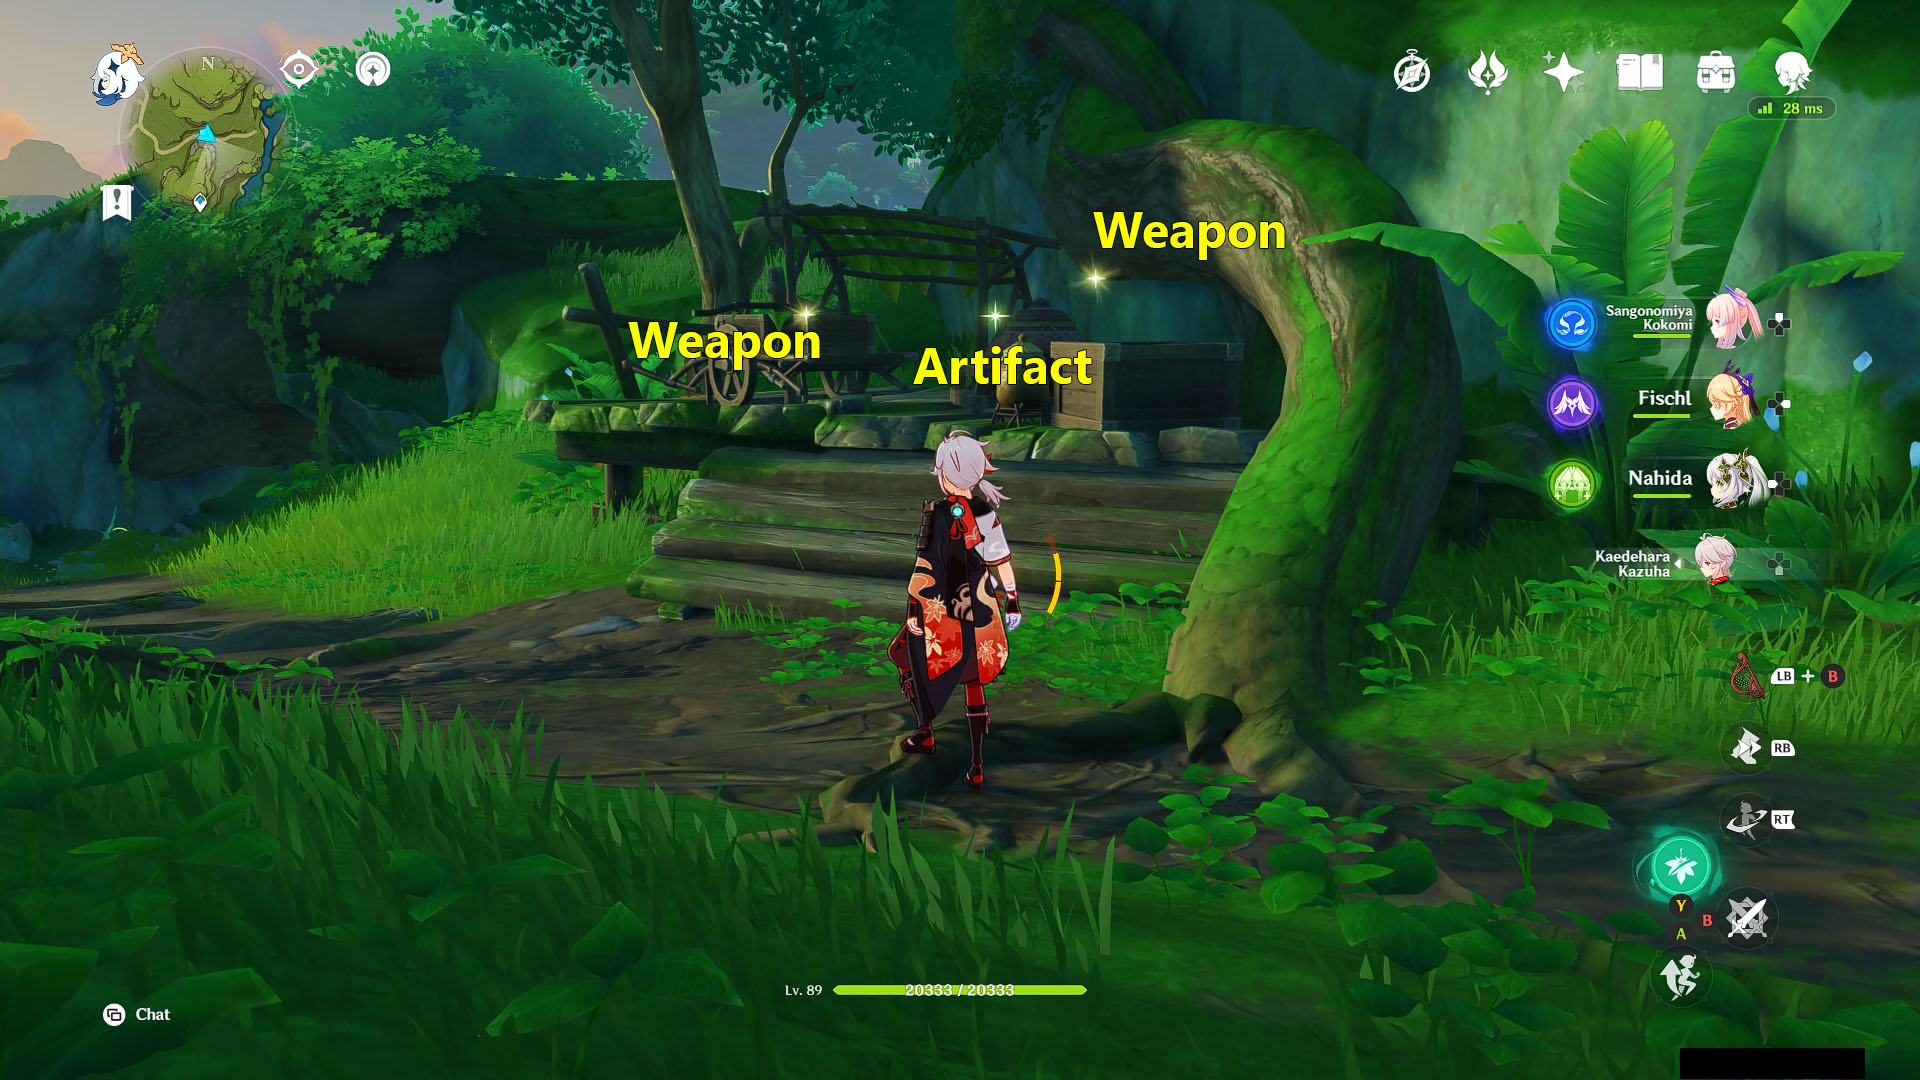 N
28 ms
Weapon
Weapon
Artifact
Sangonomiya
Kokomi
Fischl
Nahida
Kaedehara
Kazuha
LB + B
RB
RT
Y
B
A
Lv. 89
20333 / 20333
Chat